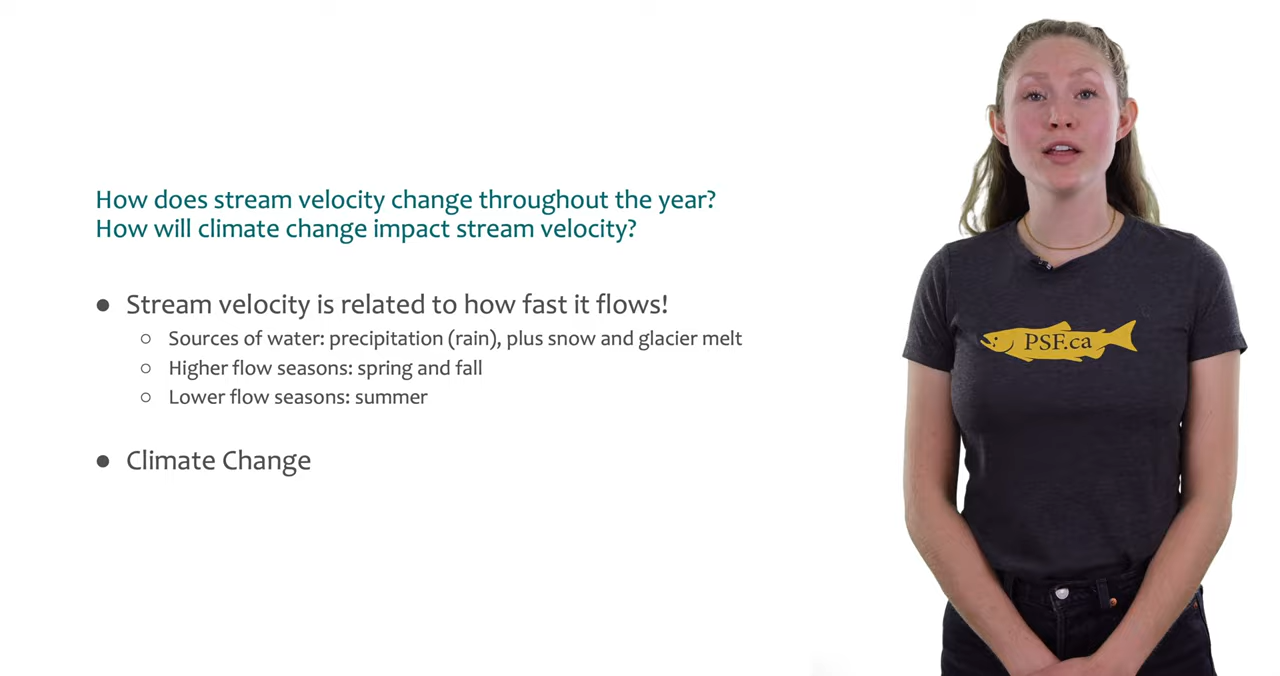 How does stream velocity change throughout the year?
How will climate change impact stream velocity?
● Stream velocity is related to how fast it flows!
○ Sources of water: precipitation (rain), plus snow and glacier melt
○ Higher flow seasons: spring and fall
○ Lower flow seasons: summer
● Climate Change
PSF.ca